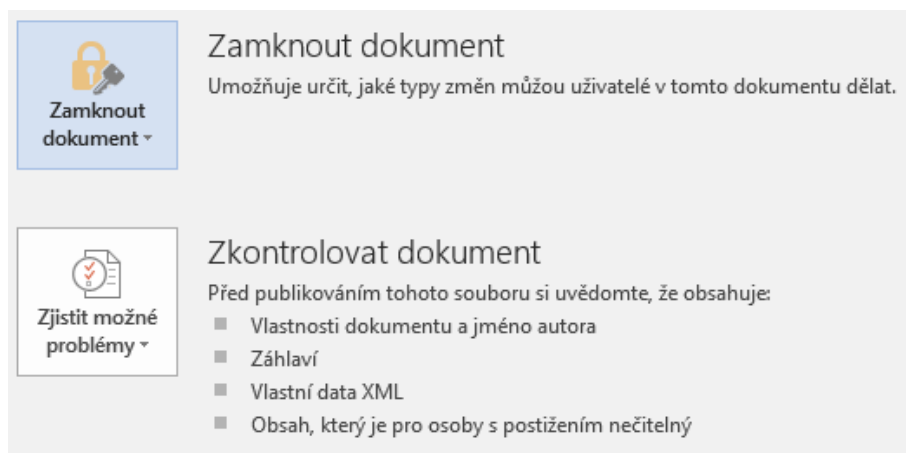 Zamknout
dokument
Zamknout dokument
Umožňuje určit, jaké typy změn můžou uživatelé v tomto dokumentu dělat.
Zjistit možné
problémy
Zkontrolovat dokument
Před publikováním tohoto souboru si uvědomte, že obsahuje:
Vlastnosti dokumentu a jméno autora
Záhlaví
Vlastní data XML
Obsah, který je pro osoby s postižením nečitelný